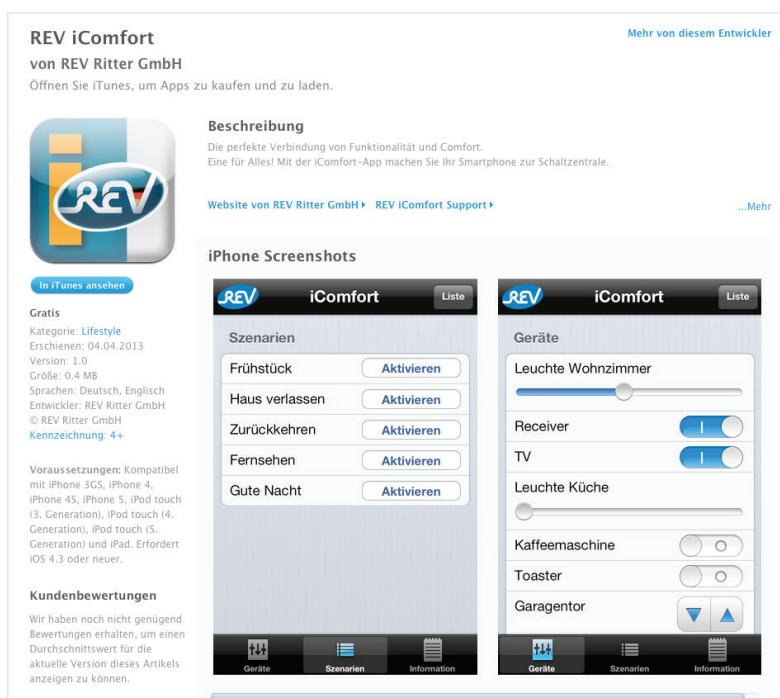 REV iComfort
Mehr von diesem Entwickler
von REV Ritter GmbH
Öffnen Sie iTunes, um Apps zu kaufen und zu laden.
i
REV
In iTunes ansehen
Gratis
Kategorie: Lifestyle
Erschienen: 04.04.2013
Version: 1.0
Größe: 0.4 MB
Sprachen: Deutsch, Englisch
Entwickler: REV Ritter GmbH
© REV Ritter GmbH
Kennzeichnung: 4+
Voraussetzungen: Kompatibel
mit iPhone 3GS, iPhone 4,
iPhone 4S, iPhone 5, iPod touch
(3. Generation), iPod touch (4.
Generation), iPod touch (5.
Generation) und iPad. Erfordert
iOS 4.3 oder neuer.
Kundenbewertungen
Wir haben noch nicht genügend
Bewertungen erhalten, um einen
Durchschnittswert für die
aktuelle Version dieses Artikels
anzeigen zu können.
Beschreibung
Die perfekte Verbindung von Funktionalität und Comfort.
Eine für Alles! Mit der iComfort-App machen Sie Ihr Smartphone zur Schaltzentrale.
Website von REV Ritter GmbH REV iComfort Support
...Mehr
iPhone Screenshots
REV iComfort Liste
Szenarien
Frühstück Aktivieren
Haus verlassen Aktivieren
Zurückkehren Aktivieren
Fernsehen Aktivieren
Gute Nacht Aktivieren
Geräte Szenarien Information
REV iComfort Liste
Geräte
Leuchte Wohnzimmer
Receiver
TV
Leuchte Küche
Kaffeemaschine
Toaster
Garagentor
Geräte Szenarien Information